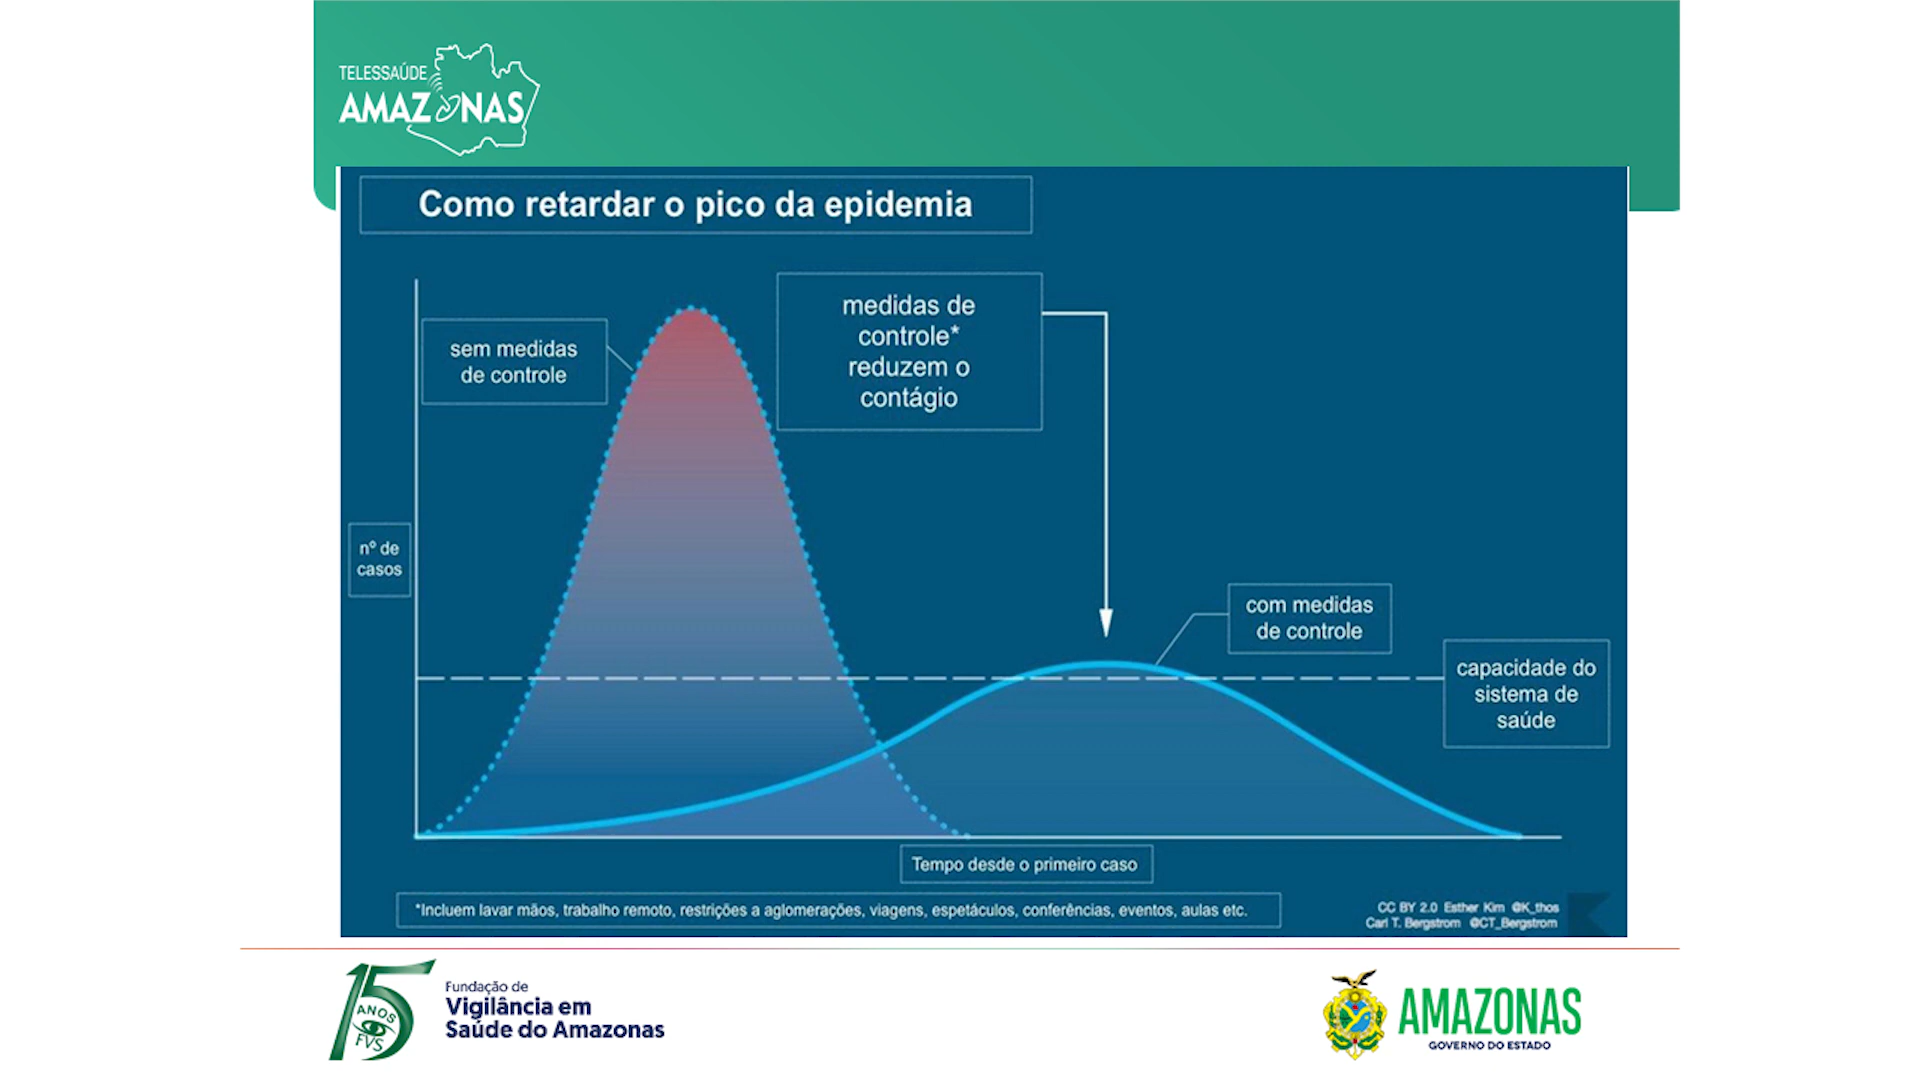 TELESSAÚDE
AMAZONAS
Como retardar o pico da epidemia
medidas de
controle*
reduzem o
contágio
sem medidas
de controle
nº de
casos
com medidas
de controle
capacidade do
sistema de
saúde
Tempo desde o primeiro caso
*Incluem lavar mãos, trabalho remoto, restrições a aglomerações, viagens, espetáculos, conferências, eventos, aulas etc.
CC BY 2.0 Esther Kim @K_thos
Carl T. Bergstrom @CT_Bergstrom
15
ANOS
FVS
Fundação de
Vigilância em
Saúde do Amazonas
AMAZONAS
GOVERNO DO ESTADO